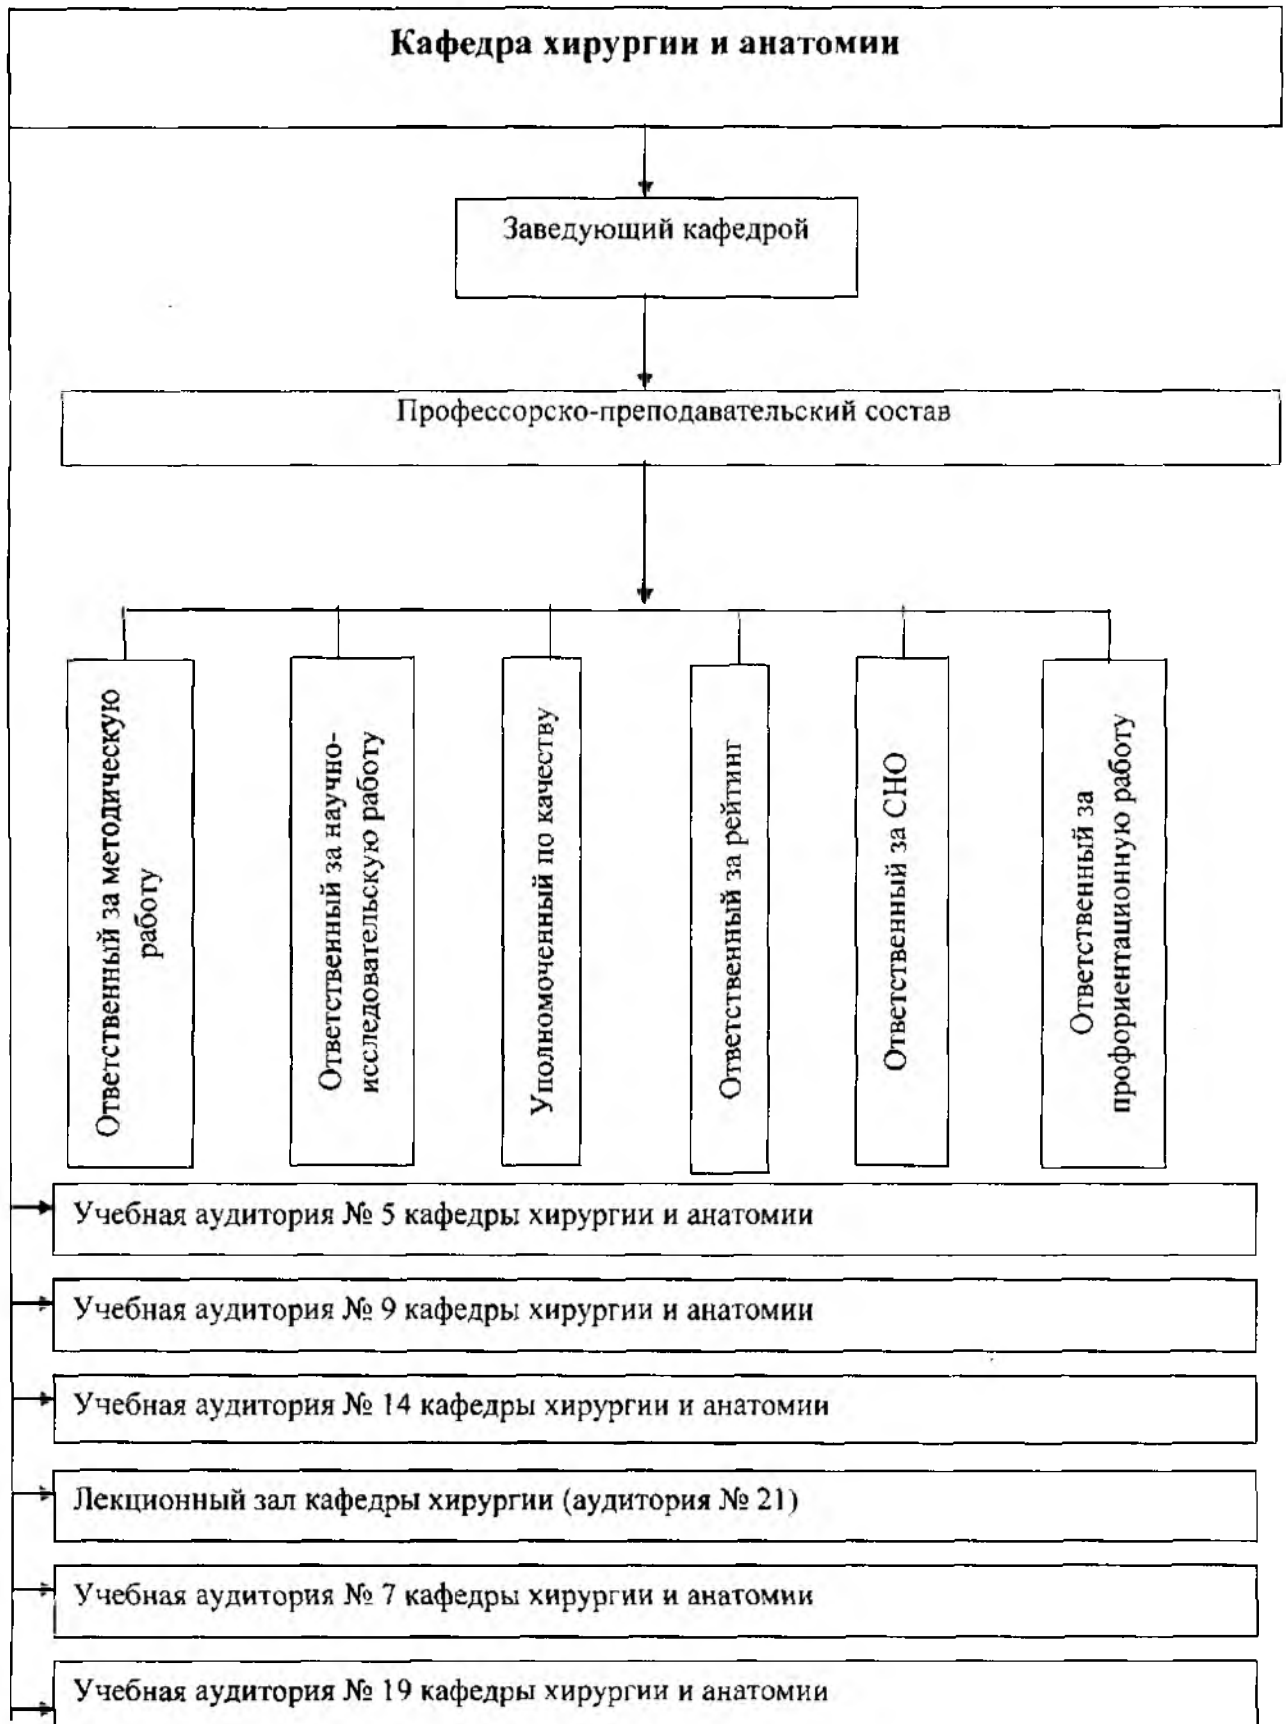 Кафедра хирургии и анатомии
Заведующий кафедрой
Профессорско-преподавательский состав
Ответственный за методическую
работу
Ответственный за научно-
исследовательскую работу
Уполномоченный по качеству
Ответственный за рейтинг
Ответственный за СНО
Ответственный за
профориентационную работу
Учебная аудитория № 5 кафедры хирургии и анатомии
Учебная аудитория № 9 кафедры хирургии и анатомии
Учебная аудитория № 14 кафедры хирургии и анатомии
Лекционный зал кафедры хирургии (аудитория № 21)
Учебная аудитория № 7 кафедры хирургии и анатомии
Учебная аудитория № 19 кафедры хирургии и анатомии